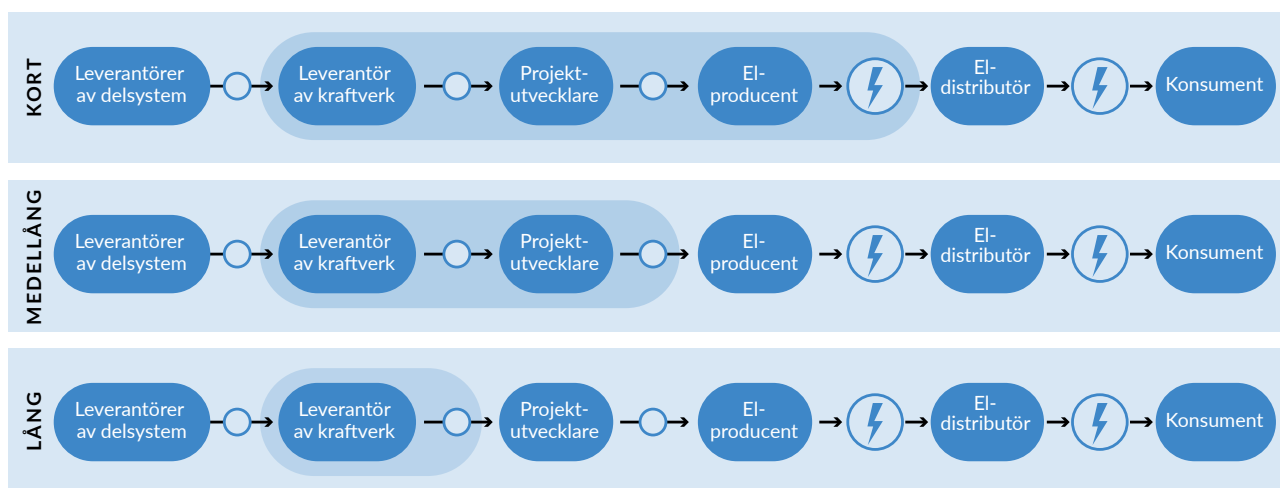 KORT
Leverantörer
av delsystem
Leverantör
av kraftverk
Projekt-
utvecklare
El-
producent
El-
distributör
Konsument
MEDELLÅNG
Leverantörer
av delsystem
Leverantör
av kraftverk
Projekt-
utvecklare
El-
producent
El-
distributör
Konsument
LÅNG
Leverantörer
av delsystem
Leverantör
av kraftverk
Projekt-
utvecklare
El-
producent
El-
distributör
Konsument